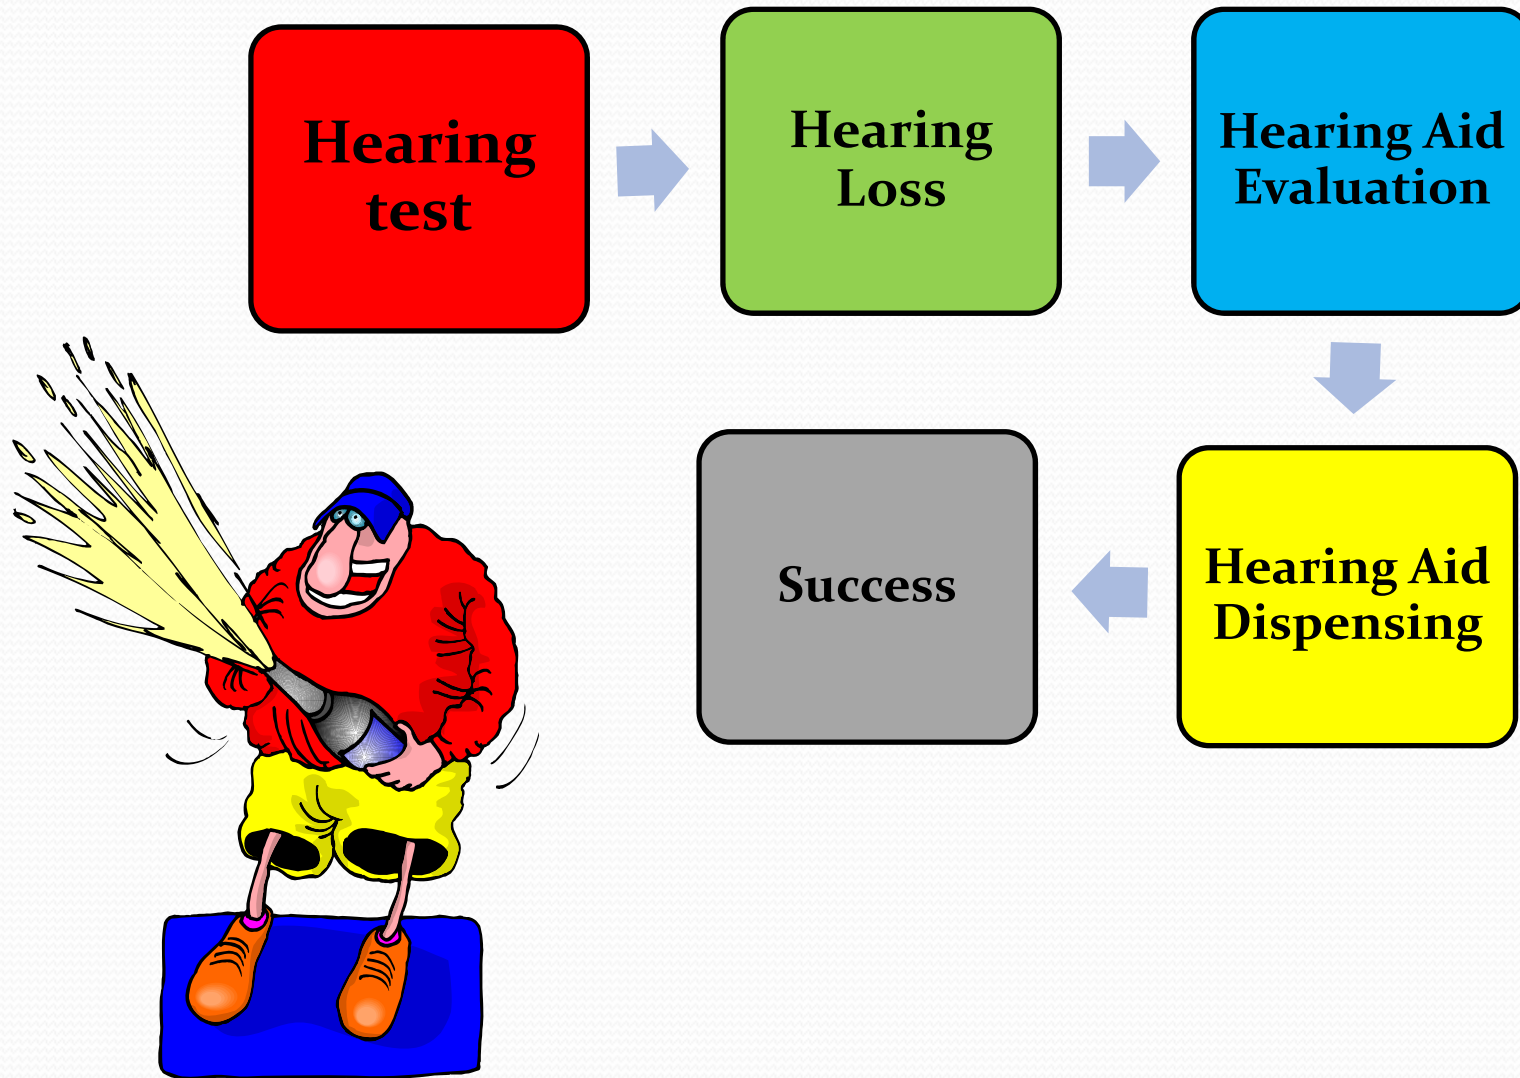 Hearing
test
Hearing
Loss
Hearing Aid
Evaluation
Hearing Aid
Dispensing
Success